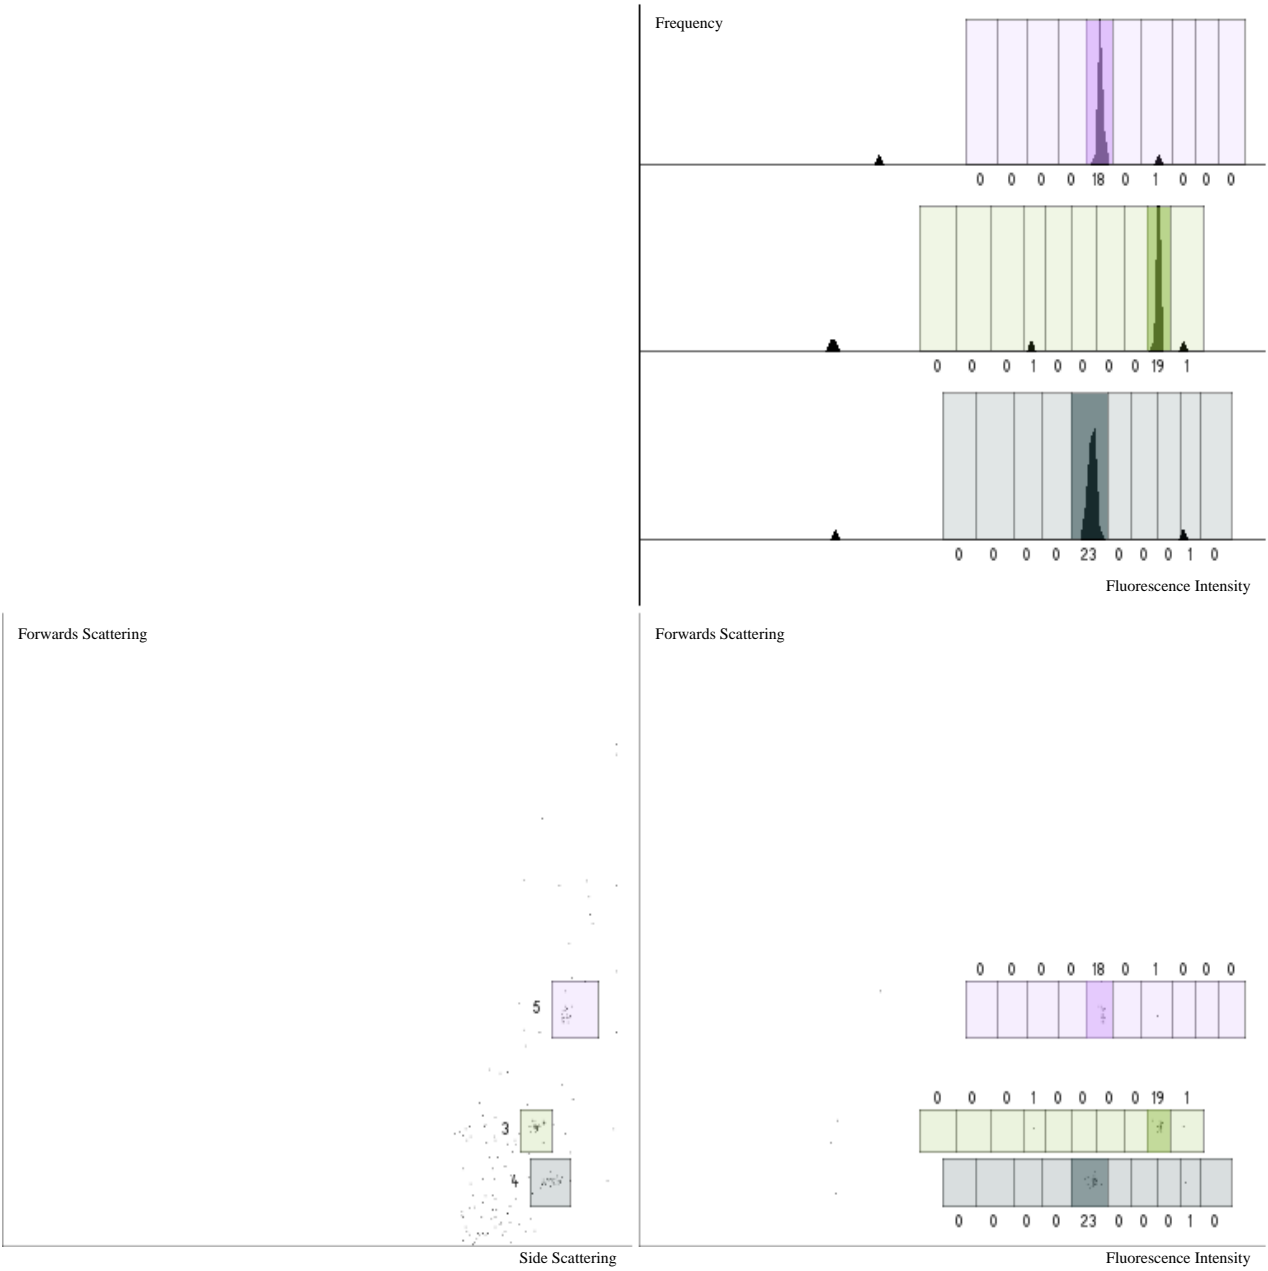 Frequency
0 0 0 0 18 0 1 0 0 0
0 0 0 1 0 0 0 0 19 1
0 0 0 0 23 0 0 0 1 0
Fluorescence Intensity
Forwards Scattering
5
3
4
Side Scattering
Forwards Scattering
0 0 0 0 18 0 1 0 0 0
0 0 0 1 0 0 0 0 19 1
0 0 0 0 23 0 0 0 1 0
Fluorescence Intensity